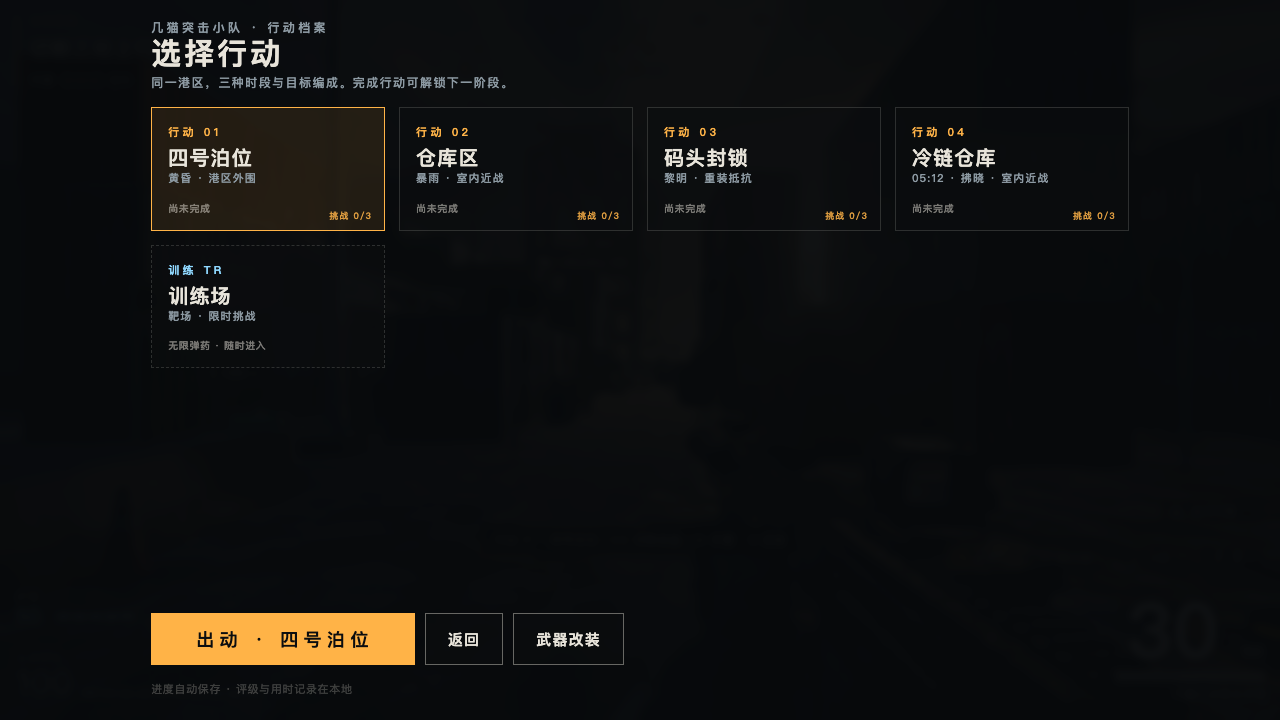 几猫突击小队 · 行动档案
选择行动
同一港区，三种时段与目标编成。完成行动可解锁下一阶段。
行动 01
四号泊位
黄昏 · 港区外围
尚未完成
挑战 0/3
行动 02
仓库区
暴雨 · 室内近战
尚未完成
挑战 0/3
行动 03
码头封锁
黎明 · 重装抵抗
尚未完成
挑战 0/3
行动 04
冷链仓库
05:12 · 拂晓 · 室内近战
尚未完成
挑战 0/3
训练 TR
训练场
靶场 · 限时挑战
无限弹药 · 随时进入
出动 · 四号泊位
返回
武器改装
30
进度自动保存 · 评级与用时记录在本地